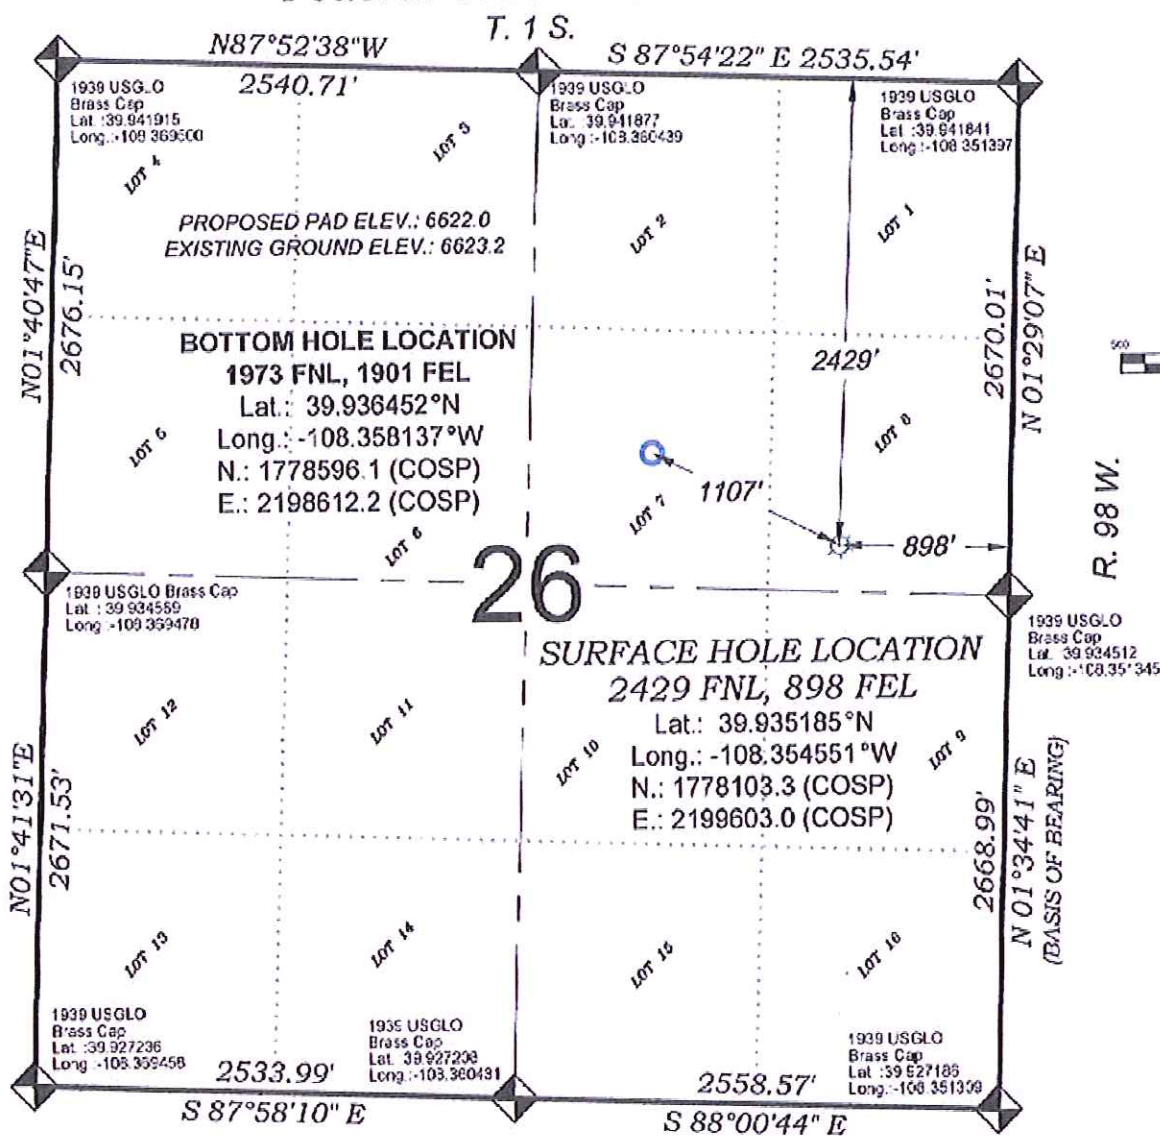 T. 1 S.
N87°52'38"W
2540.71'
S 87°54'22" E 2535.54'
1939 USGLO
Brass Cap
Lat.:39.941915
Long.:-108.369500
1939 USGLO
Brass Cap
Lat.:39.941877
Long.:-108.360439
1939 USGLO
Brass Cap
Lat.:39.941841
Long.:-108.351397
LOT 4
LOT 3
LOT 2
LOT 1
PROPOSED PAD ELEV.: 6622.0
EXISTING GROUND ELEV.: 6623.2
N01°40'47"E
2676.15'
2670.01'
N 01°29'07" E
BOTTOM HOLE LOCATION
1973 FNL, 1901 FEL
Lat.: 39.936452°N
Long.: -108.358137°W
N.: 1778596.1 (COSP)
E.: 2198612.2 (COSP)
2429'
500
LOT 5
LOT 6
LOT 7
LOT 8
1107'
898'
R. 98 W.
26
1939 USGLO Brass Cap
Lat.: 39.934559
Long.:-108.369478
1939 USGLO
Brass Cap
Lat.: 39.934512
Long.:-108.351345
SURFACE HOLE LOCATION
2429 FNL, 898 FEL
Lat.: 39.935185°N
Long.: -108.354551°W
N.: 1778103.3 (COSP)
E.: 2199603.0 (COSP)
LOT 12
LOT 11
LOT 10
LOT 9
N01°41'31"E
2671.53'
2668.99'
N 01°34'41" E
(BASIS OF BEARING)
LOT 13
LOT 14
LOT 15
LOT 16
1939 USGLO
Brass Cap
Lat.:39.927236
Long.:-108.369458
1939 USGLO
Brass Cap
Lat.: 39.927208
Long.:-108.360431
1939 USGLO
Brass Cap
Lat.:39.927186
Long.:-108.351309
2533.99'
S 87°58'10" E
2558.57'
S 88°00'44" E